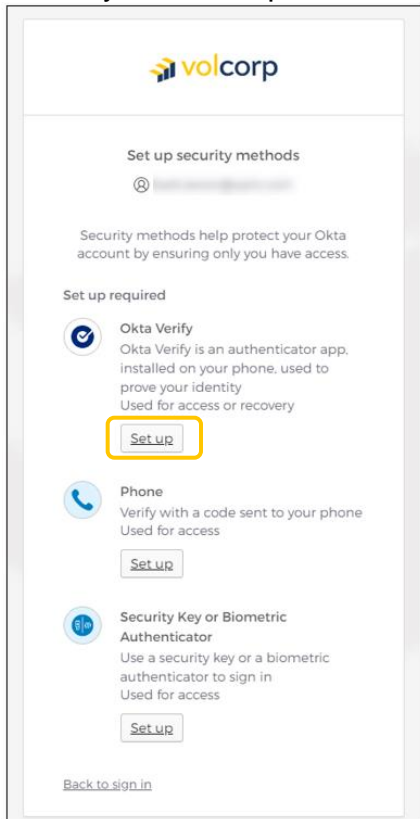 volcorp
Set up security methods
Security methods help protect your Okta
account by ensuring only you have access.
Set up required
Okta Verify
Okta Verify is an authenticator app,
installed on your phone, used to
prove your identity
Used for access or recovery
Set up
Phone
Verify with a code sent to your phone
Used for access
Set up
Security Key or Biometric
Authenticator
Use a security key or a biometric
authenticator to sign in
Used for access
Set up
Back to sign in